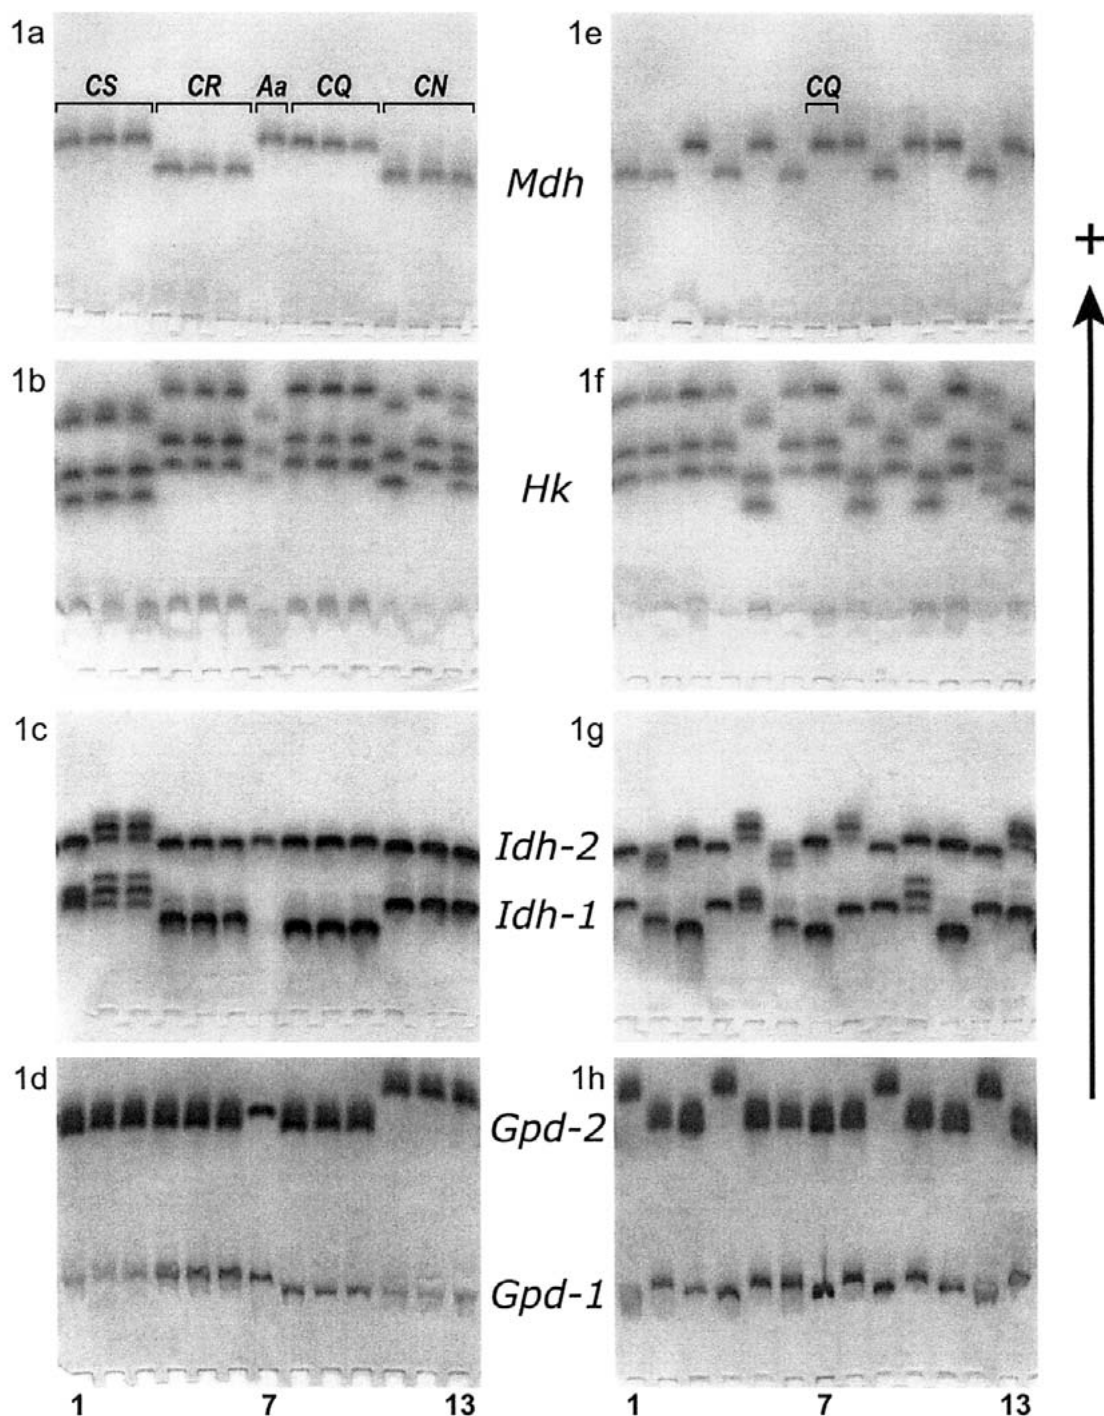 1a
1e
CS CR Aa CQ CN
CQ
Mdh
+
1b
1f
Hk
1c
1g
Idh-2
Idh-1
1d
1h
Gpd-2
Gpd-1
1 7 13
1 7 13